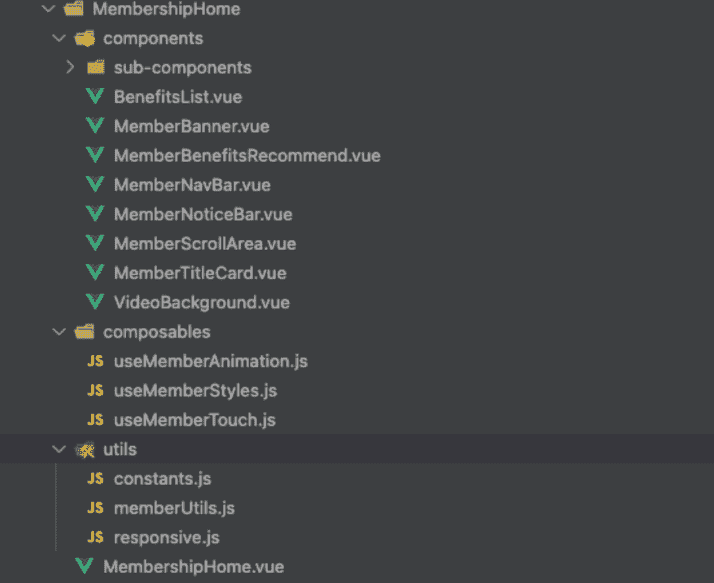 MembershipHome
components
sub-components
BenefitsList.vue
MemberBanner.vue
MemberBenefitsRecommend.vue
MemberNavBar.vue
MemberNoticeBar.vue
MemberScrollArea.vue
MemberTitleCard.vue
VideoBackground.vue
composables
JS useMemberAnimation.js
JS useMemberStyles.js
JS useMemberTouch.js
utils
JS constants.js
JS memberUtils.js
JS responsive.js
MembershipHome.vue